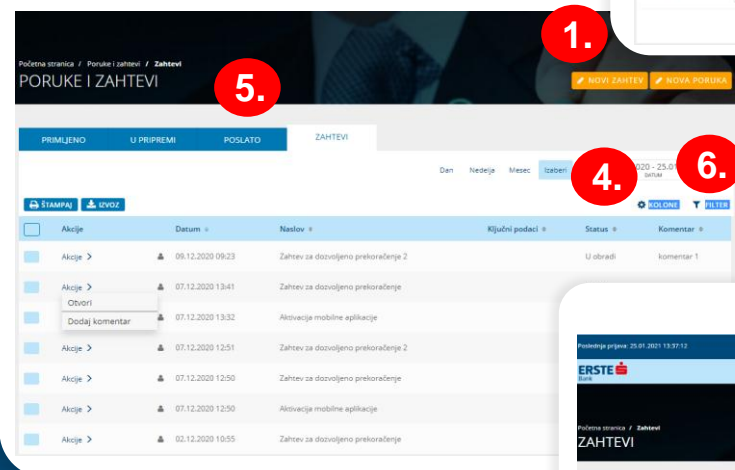 1.
Početna stranica / Poruke i zahtevi / Zahtevi
PORUKE I ZAHTEVI
5.
NOVI ZAHTEV
NOVA PORUKA
PRIMLJENO
U PRIPREMI
POSLATO
ZAHTEVI
Dan
Nedelja
Mesec
Izaberi
4.
020 - 25.01
DATUM
6.
ŠTAMPAJ
IZVOZ
KOLONE
FILTER
Akcije Datum Naslov Ključni podaci Status Komentar
Akcije 09.12.2020 09:23 Zahtev za dozvoljeno prekoračenje 2 U obradi komentar 1
Akcije 07.12.2020 13:41 Zahtev za dozvoljeno prekoračenje
Otvori
Dodaj komentar
07.12.2020 13:32 Aktivacija mobilne aplikacije
Akcije 07.12.2020 12:51 Zahtev za dozvoljeno prekoračenje 2
Akcije 07.12.2020 12:50 Zahtev za dozvoljeno prekoračenje
Akcije 07.12.2020 12:50 Aktivacija mobilne aplikacije
Akcije 02.12.2020 10:55 Zahtev za dozvoljeno prekoračenje
Poslednja prijava: 25.01.2021 13:37:12
ERSTE
Bank
Početna stranica / Zahtevi
ZAHTEVI